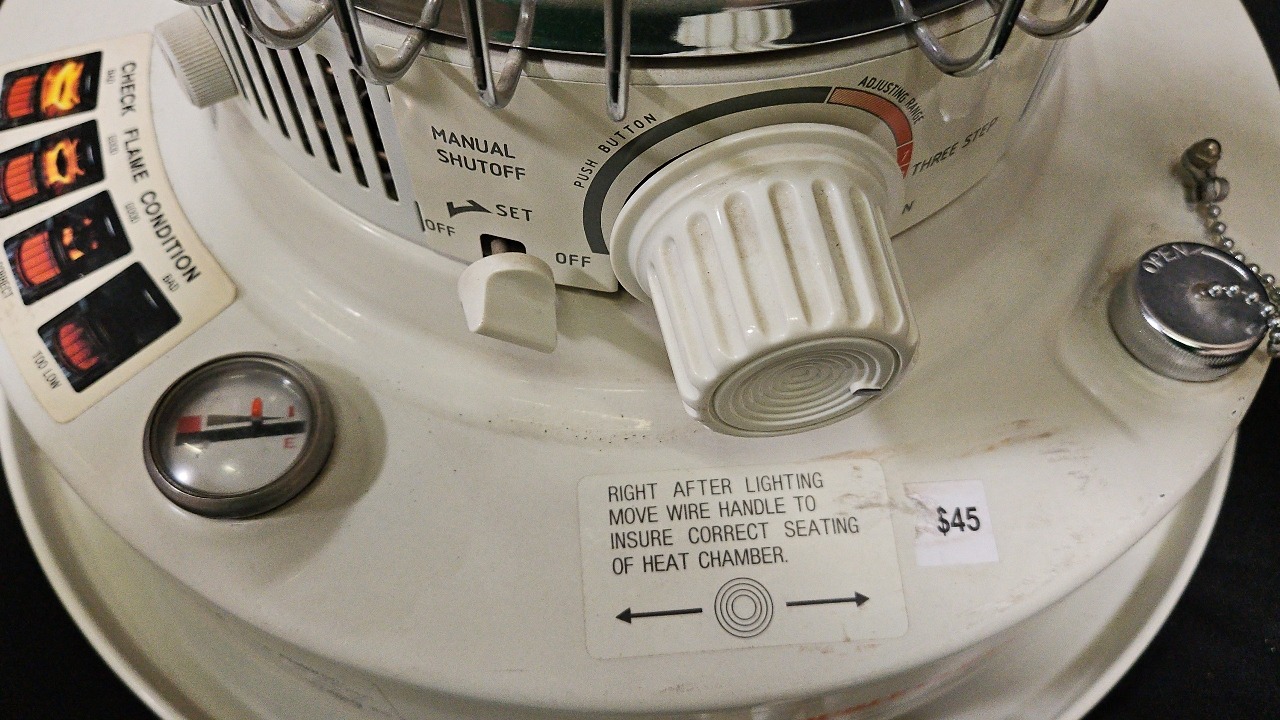 CHECK FLAME CONDITION
BAD
GOOD
GOOD
BAD
TOO LOW
MANUAL
SHUTOFF
SET
OFF
OFF
PUSH BUTTON
ADJUSTING RANGE
THREE STEP
N
OPEN
E
RIGHT AFTER LIGHTING
MOVE WIRE HANDLE TO
INSURE CORRECT SEATING
OF HEAT CHAMBER.
$45